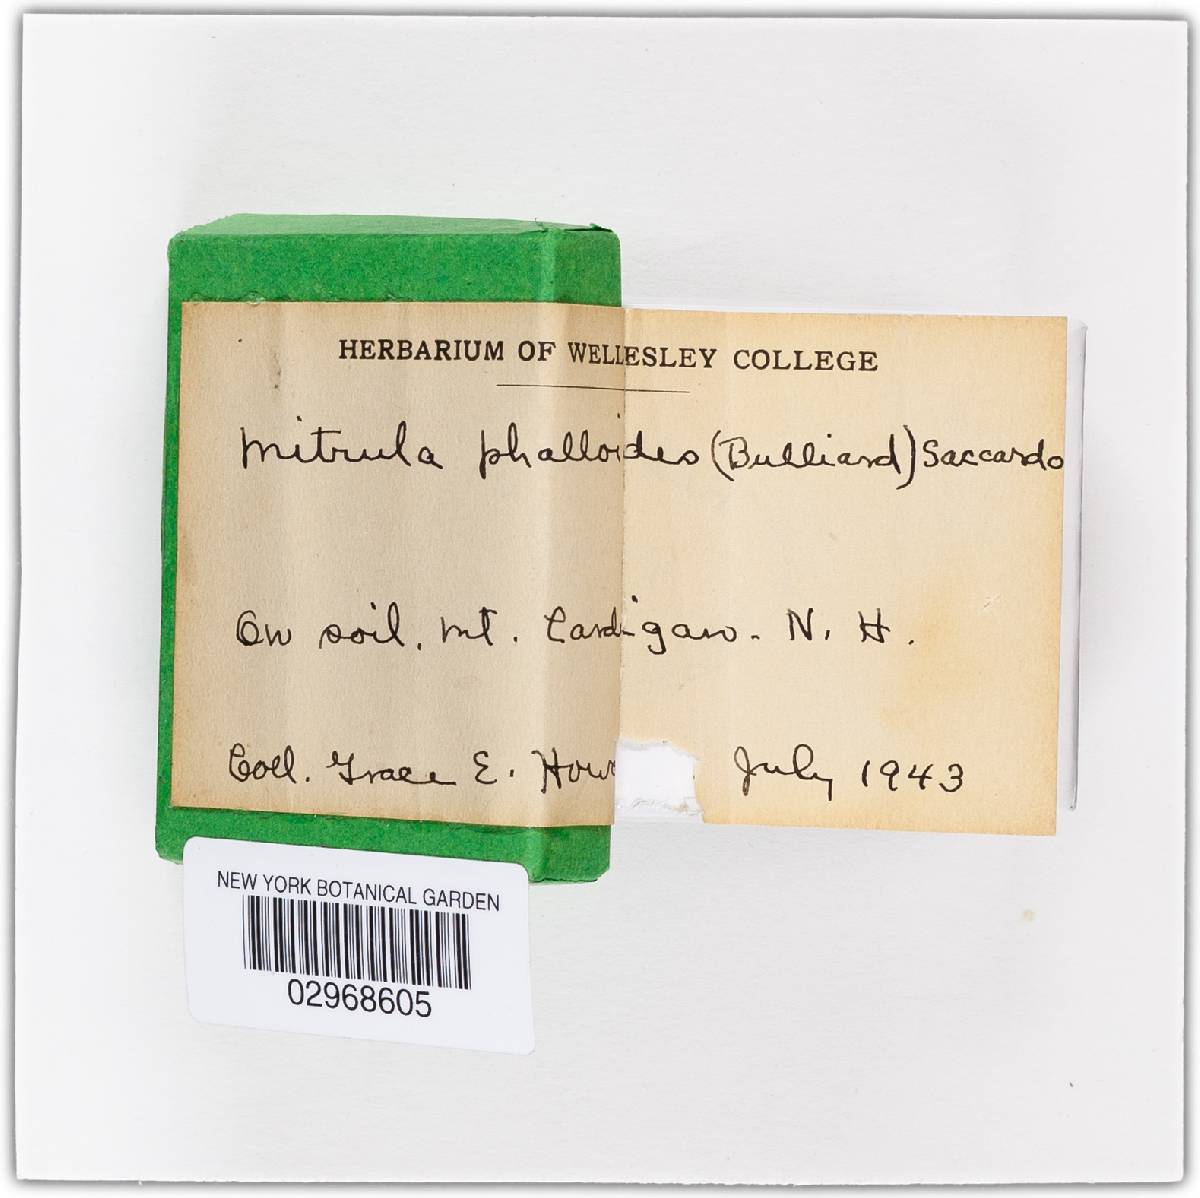 HERBARIUM OF WELLESLEY COLLEGE
Mitrula phalloides (Bulliard) Saccardo
On soil. Mt. Cardigan. N. H.
Coll. Grace E. July 1943
NEW YORK BOTANICAL GARDEN
02968605